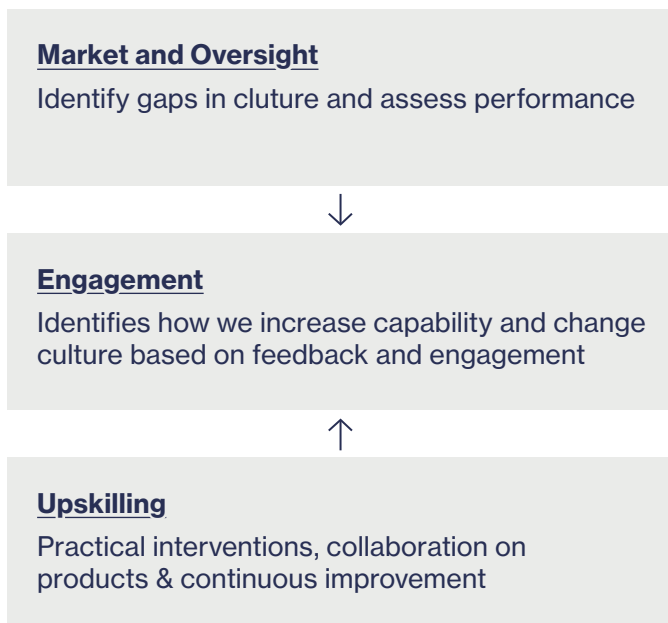 Market and Oversight
Identify gaps in cluture and assess performance
Engagement
Identifies how we increase capability and change
culture based on feedback and engagement
Upskilling
Practical interventions, collaboration on
products & continuous improvement